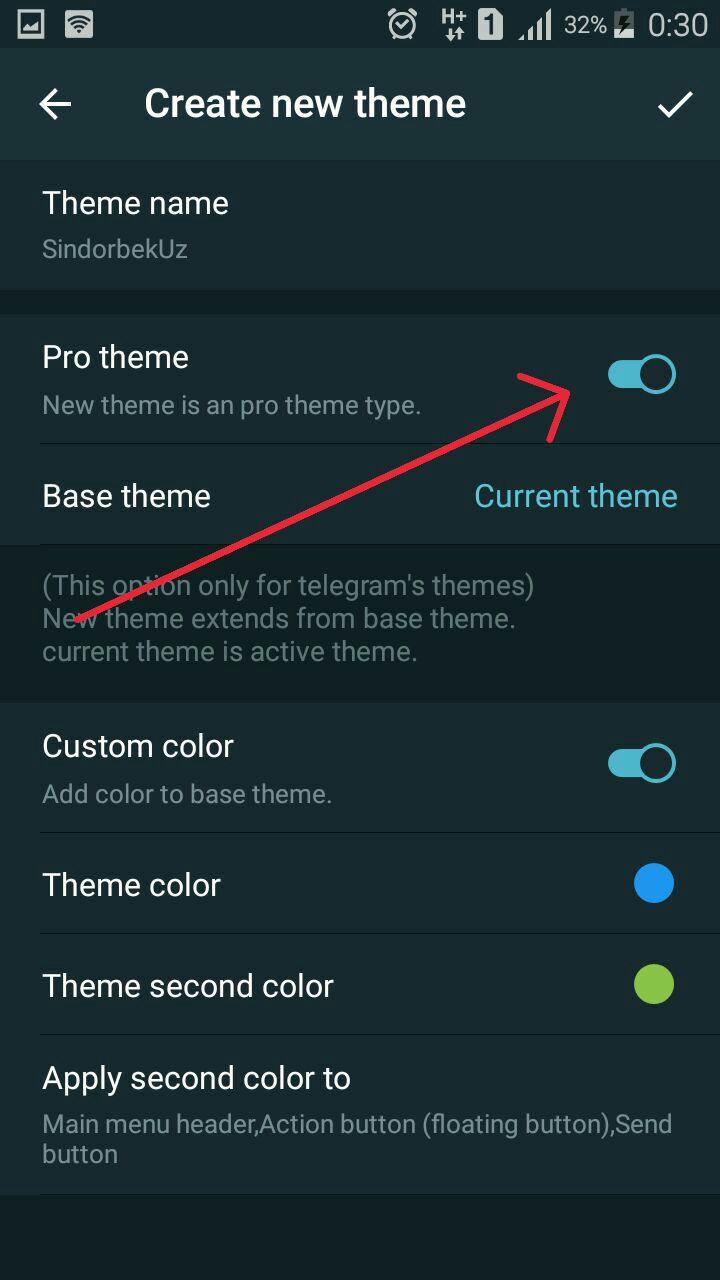 H+ 1 32% 0:30
Create new theme
Theme name
SindorbekUz
Pro theme
New theme is an pro theme type.
Base theme Current theme
(This option only for telegram's themes)
New theme extends from base theme.
current theme is active theme.
Custom color
Add color to base theme.
Theme color
Theme second color
Apply second color to
Main menu header,Action button (floating button),Send
button